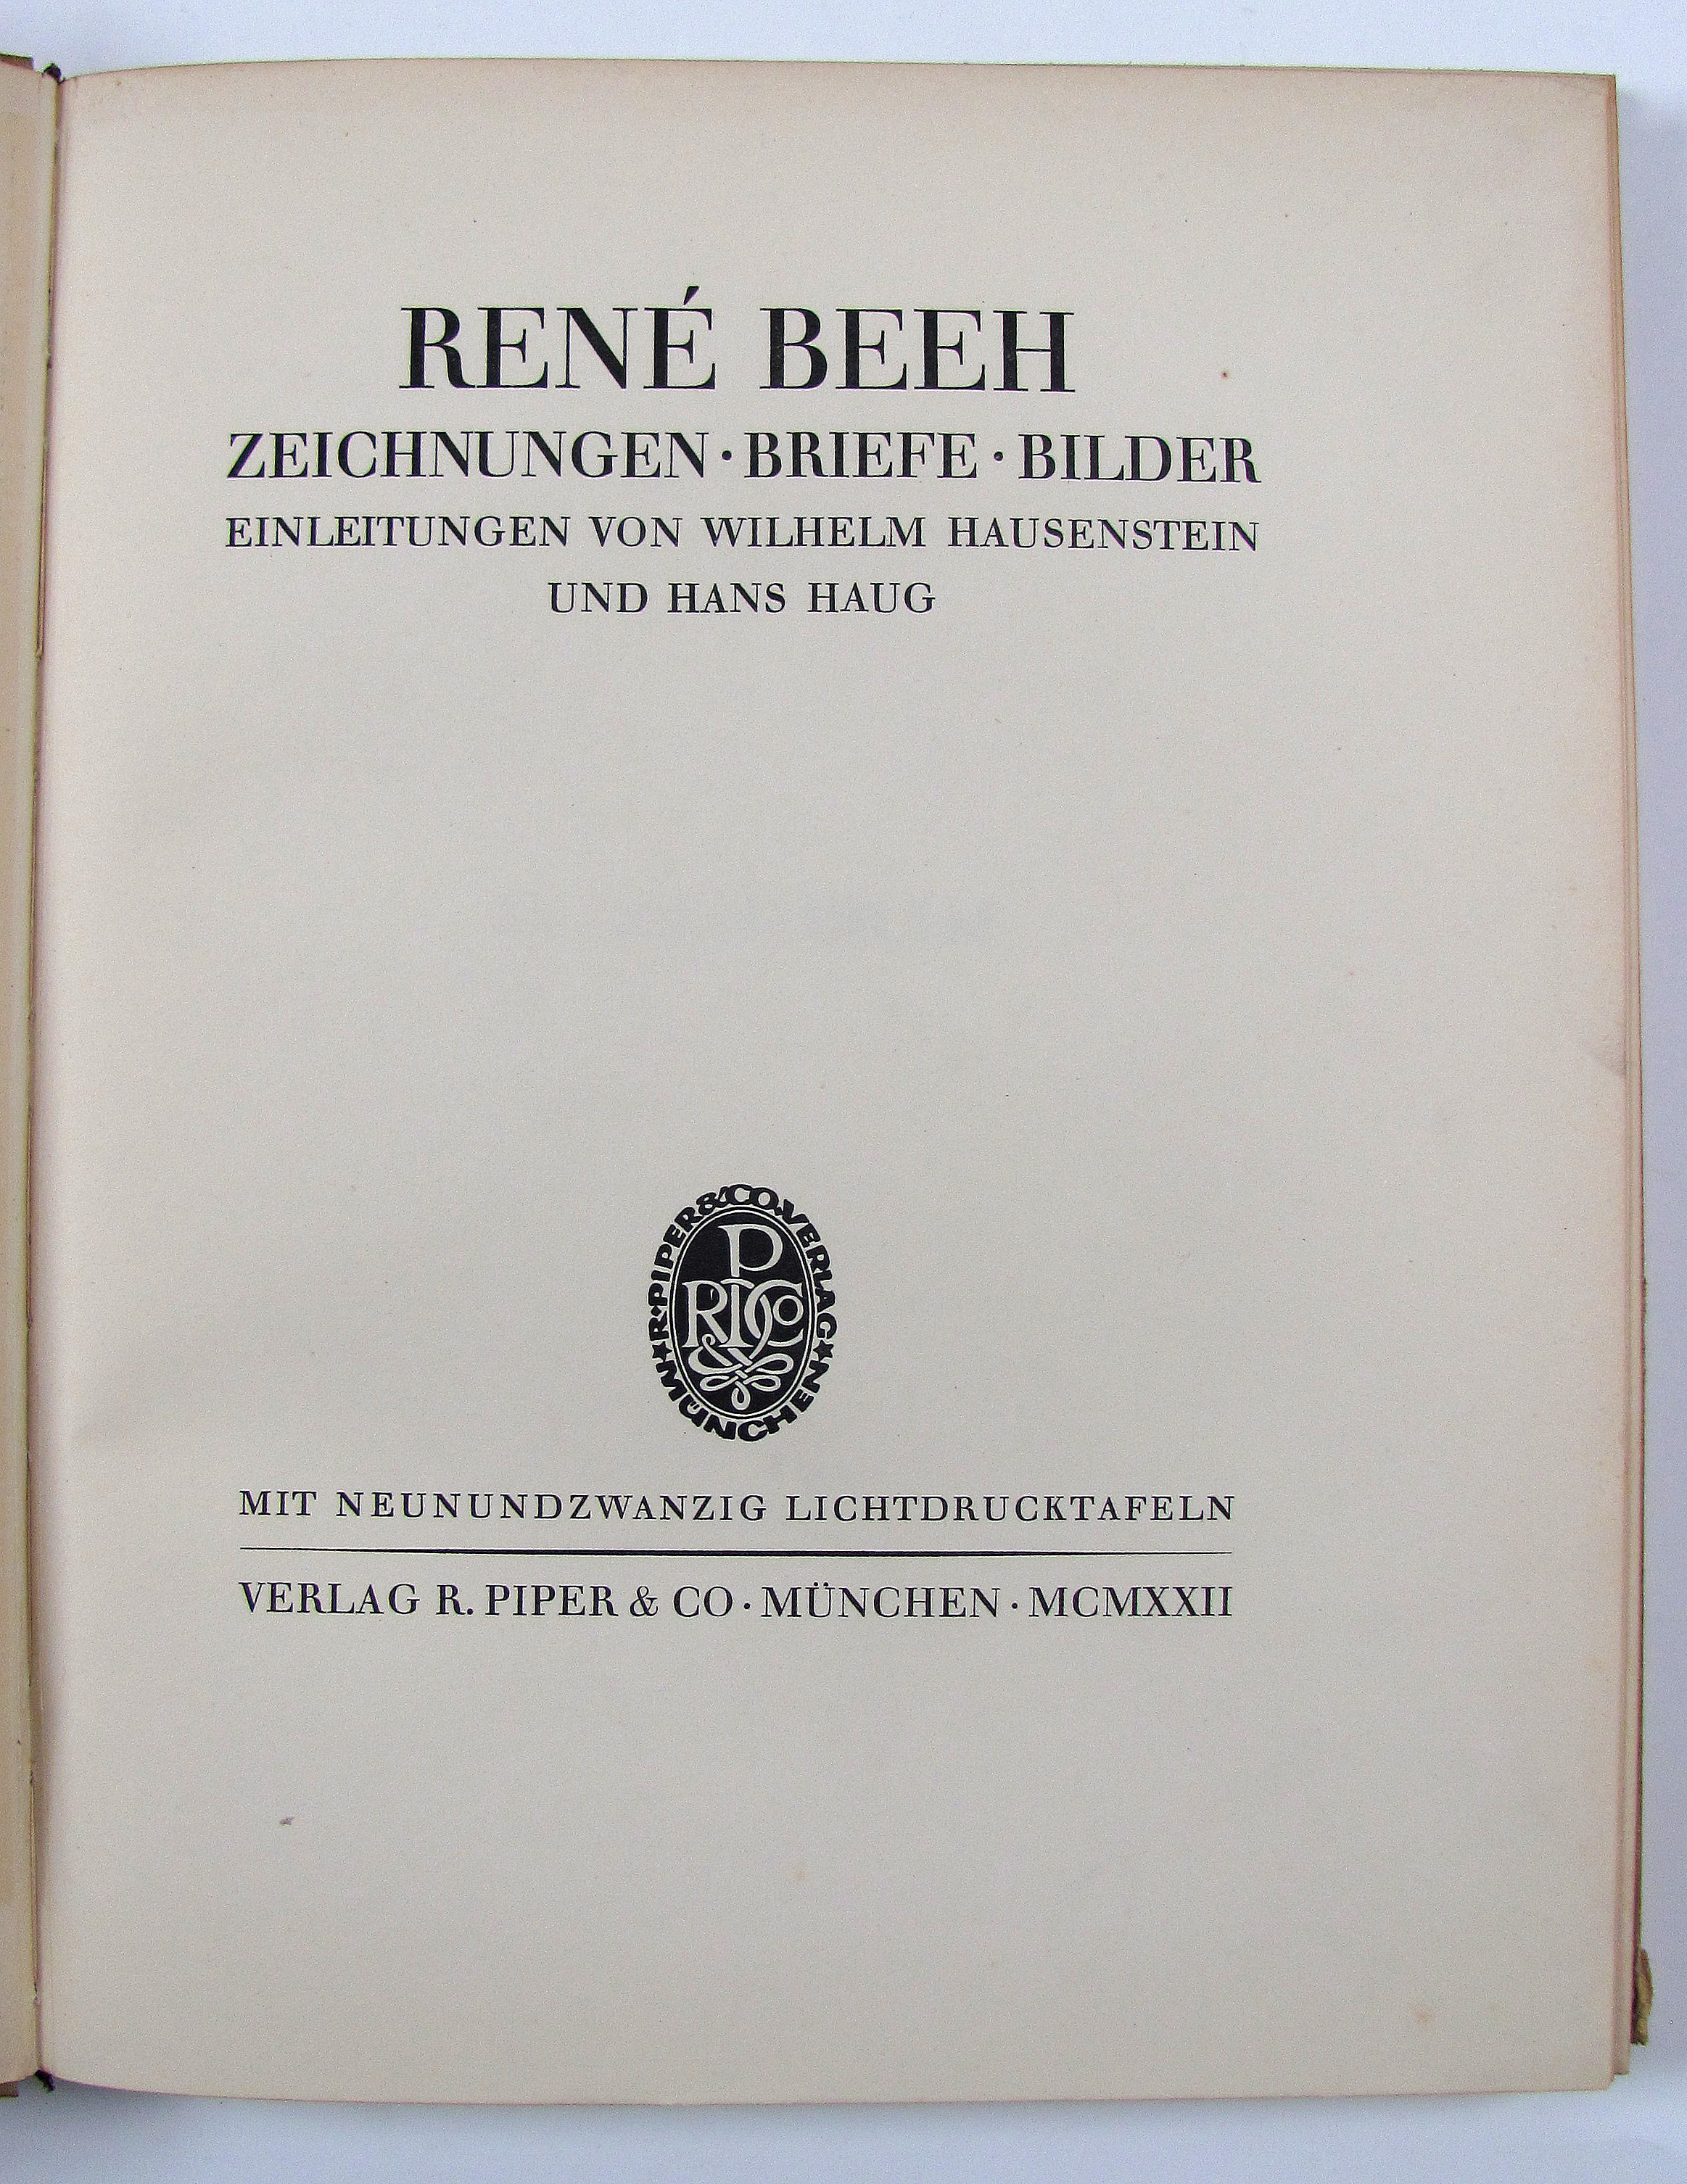 RENÉ BEEH
ZEICHNUNGEN · BRIEFE · BILDER
EINLEITUNGEN VON WILHELM HAUSENSTEIN
UND HANS HAUG
R·PIPER&CO.VERLAG
P
R P Co
&
★MÜNCHEN★
MIT NEUNUNDZWANZIG LICHTDRUCKTAFELN
VERLAG R. PIPER & CO · MÜNCHEN · MCMXXII